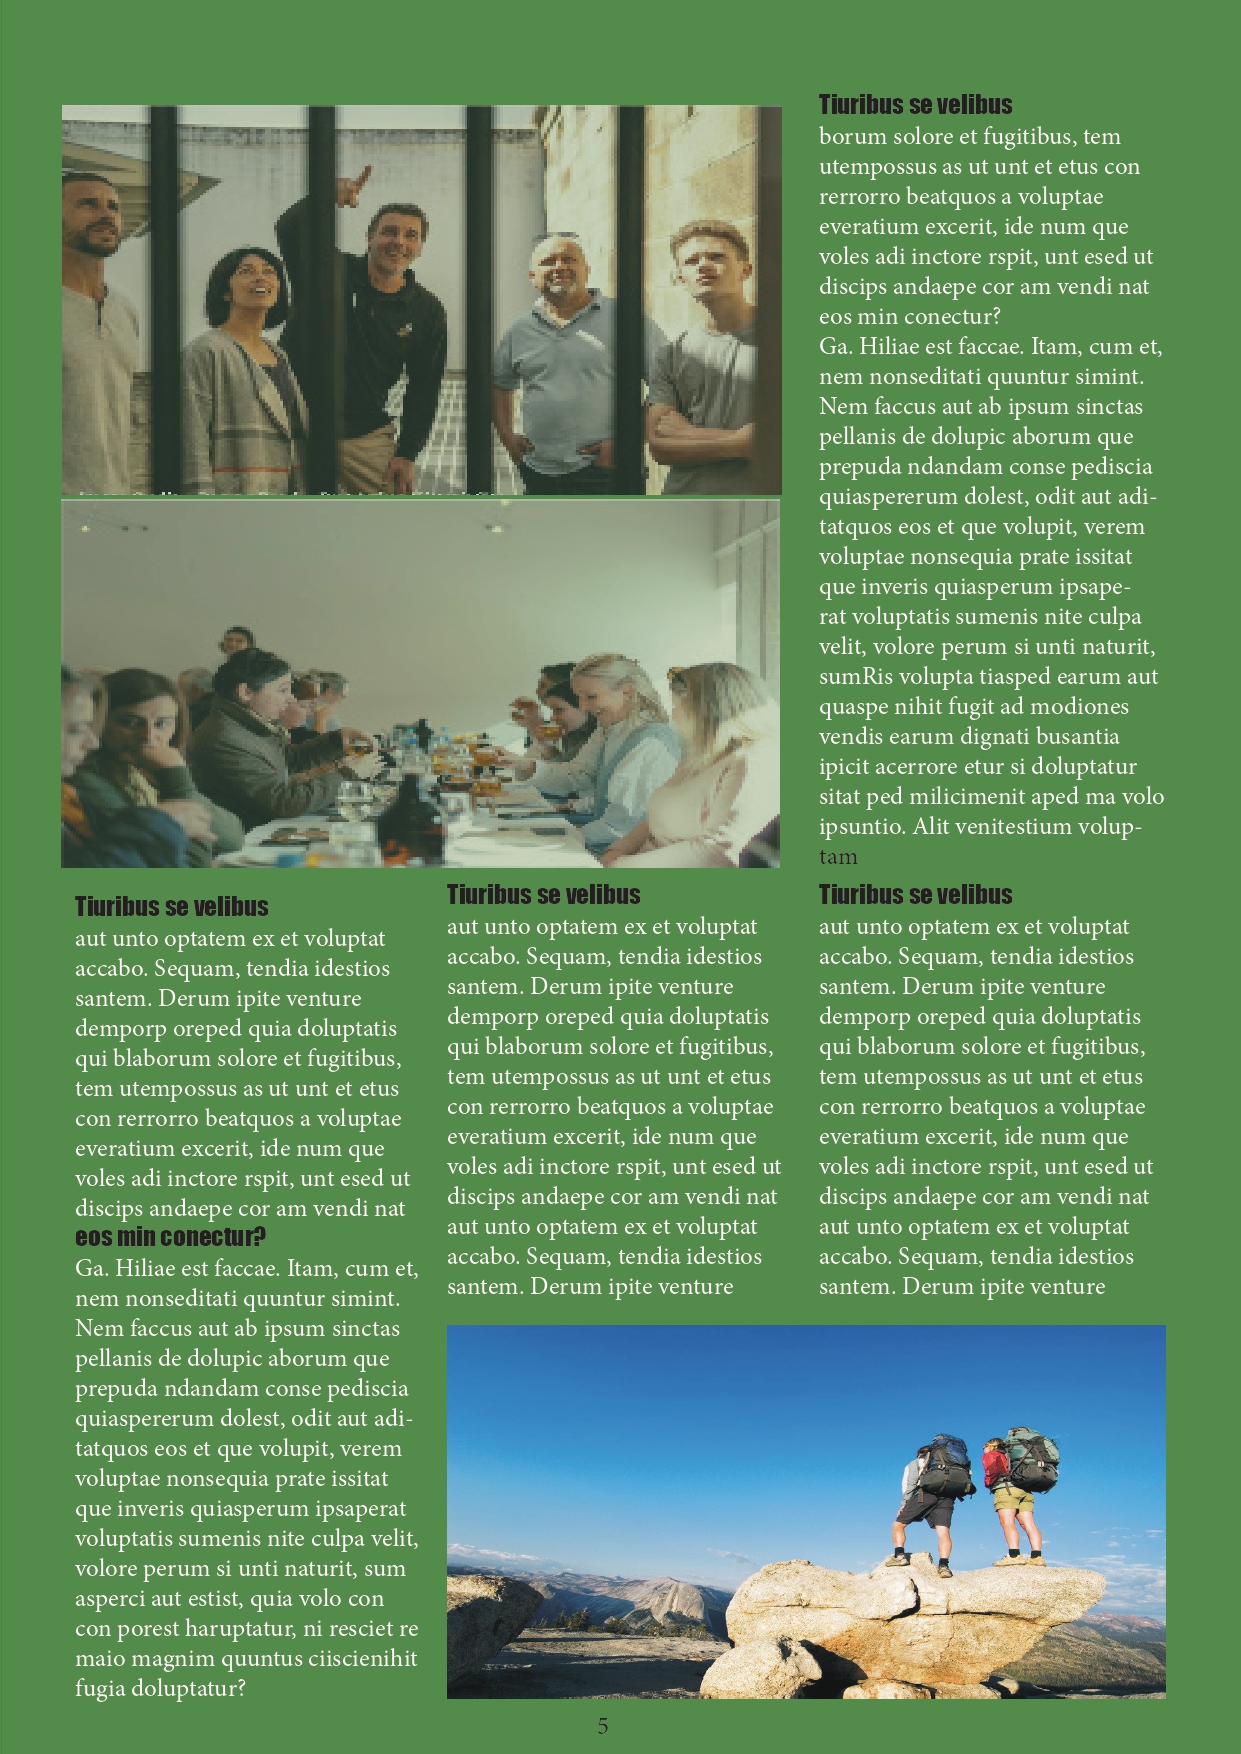 Tiuribus se velibus
borum solore et fugitibus, tem
utempossus as ut unt et etus con
rerrorro beatquos a voluptae
everatium excerit, ide num que
voles adi inctore rspit, unt esed ut
discips andaepe cor am vendi nat
eos min conectur?
Ga. Hiliae est faccae. Itam, cum et,
nem nonseditati quuntur simint.
Nem faccus aut ab ipsum sinctas
pellanis de dolupic aborum que
prepuda ndandam conse pediscia
quiaspererum dolest, odit aut adi-
tatquos eos et que volupit, verem
voluptae nonsequia prate issitat
que inveris quiasperum ipsape-
rat voluptatis sumenis nite culpa
velit, volore perum si unti naturit,
sumRis volupta tiasped earum aut
quaspe nihit fugit ad modiones
vendis earum dignati busantia
ipicit acerrore etur si doluptatur
sitat ped milicimenit aped ma volo
ipsuntio. Alit venitestium volup-
tam
Tiuribus se velibus
aut unto optatem ex et voluptat
accabo. Sequam, tendia idestios
santem. Derum ipite venture
demporp oreped quia doluptatis
qui blaborum solore et fugitibus,
tem utempossus as ut unt et etus
con rerrorro beatquos a voluptae
everatium excerit, ide num que
voles adi inctore rspit, unt esed ut
discips andaepe cor am vendi nat
eos min conectur?
Ga. Hiliae est faccae. Itam, cum et,
nem nonseditati quuntur simint.
Nem faccus aut ab ipsum sinctas
pellanis de dolupic aborum que
prepuda ndandam conse pediscia
quiaspererum dolest, odit aut adi-
tatquos eos et que volupit, verem
voluptae nonsequia prate issitat
que inveris quiasperum ipsaperat
voluptatis sumenis nite culpa velit,
volore perum si unti naturit, sum
asperci aut estist, quia volo con
con porest haruptatur, ni resciet re
maio magnim quuntus ciiscienihit
fugia doluptatur?
Tiuribus se velibus
aut unto optatem ex et voluptat
accabo. Sequam, tendia idestios
santem. Derum ipite venture
demporp oreped quia doluptatis
qui blaborum solore et fugitibus,
tem utempossus as ut unt et etus
con rerrorro beatquos a voluptae
everatium excerit, ide num que
voles adi inctore rspit, unt esed ut
discips andaepe cor am vendi nat
aut unto optatem ex et voluptat
accabo. Sequam, tendia idestios
santem. Derum ipite venture
Tiuribus se velibus
aut unto optatem ex et voluptat
accabo. Sequam, tendia idestios
santem. Derum ipite venture
demporp oreped quia doluptatis
qui blaborum solore et fugitibus,
tem utempossus as ut unt et etus
con rerrorro beatquos a voluptae
everatium excerit, ide num que
voles adi inctore rspit, unt esed ut
discips andaepe cor am vendi nat
aut unto optatem ex et voluptat
accabo. Sequam, tendia idestios
santem. Derum ipite venture
5